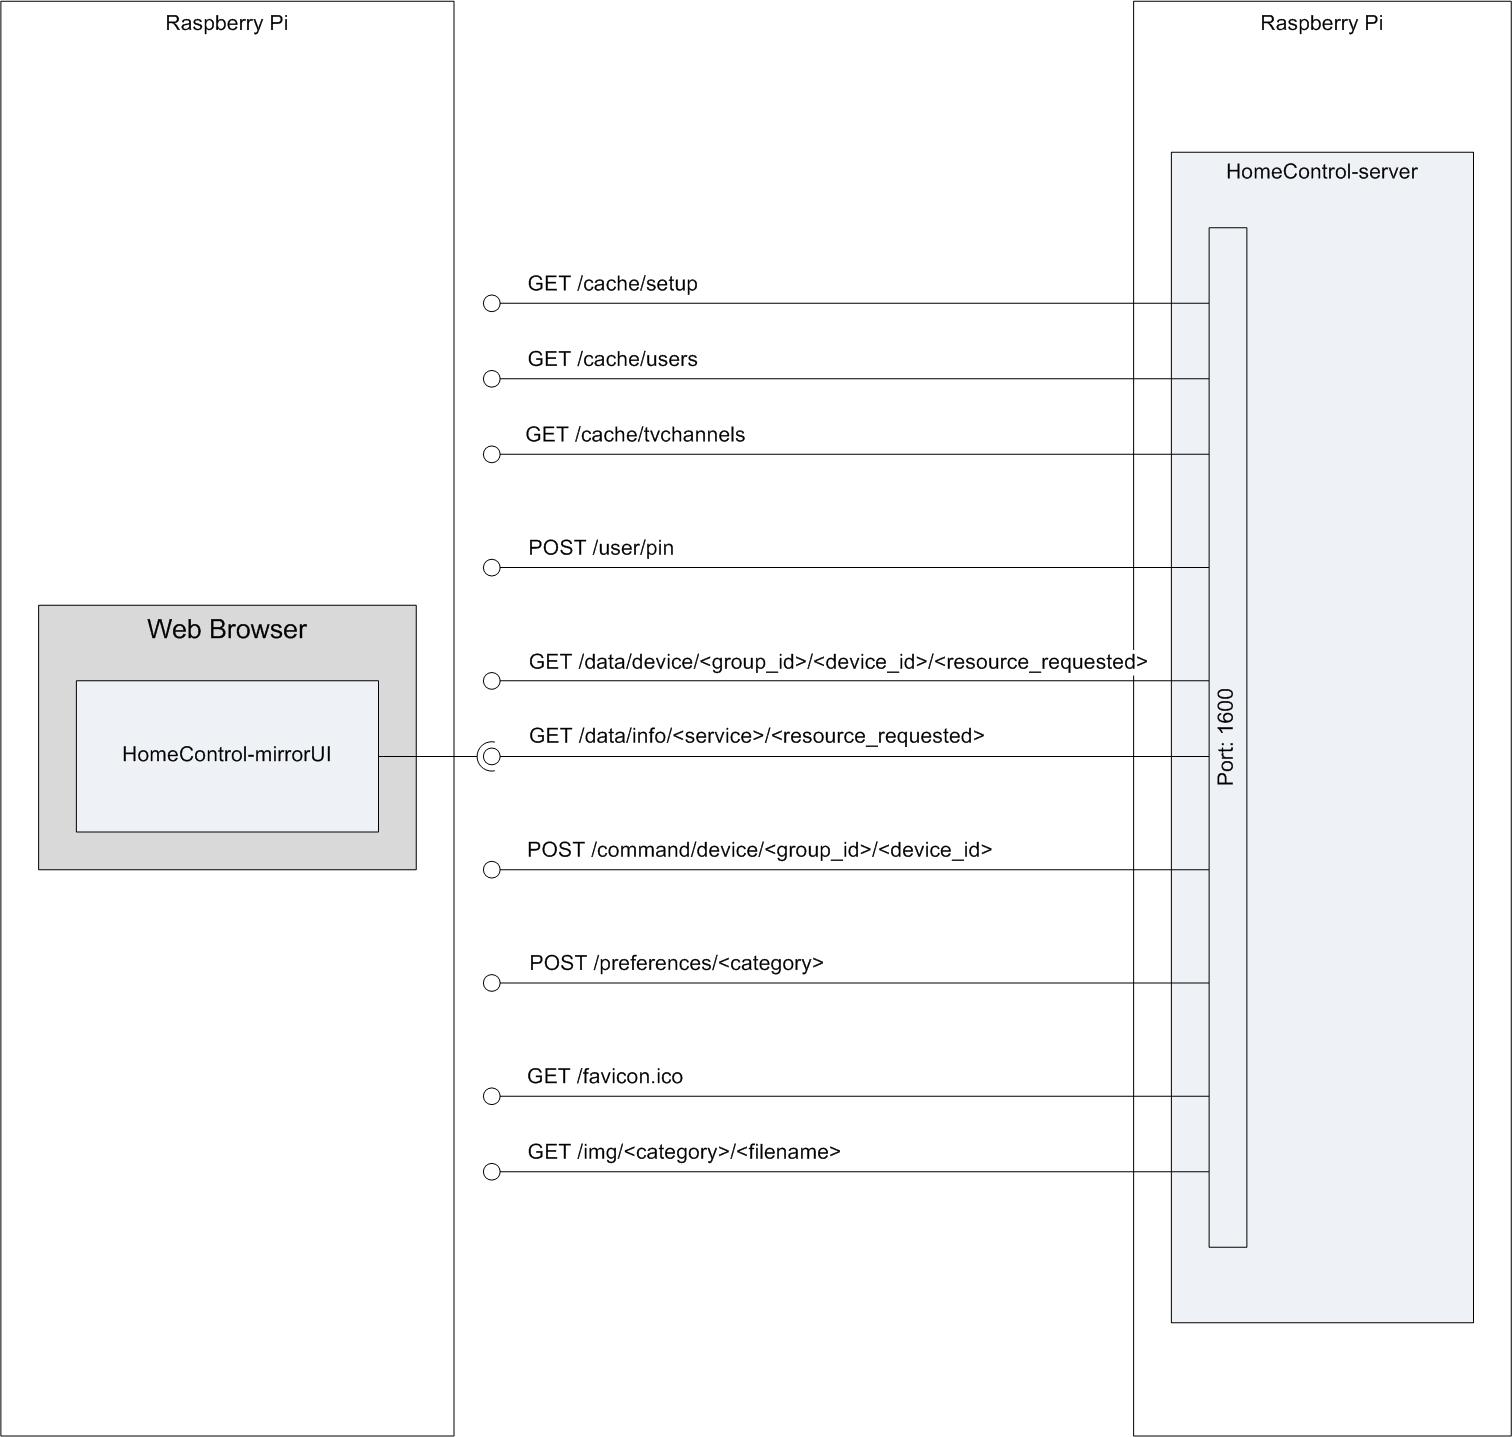 Raspberry Pi
Raspberry Pi
HomeControl-server
GET /cache/setup
GET /cache/users
GET /cache/tvchannels
POST /user/pin
Web Browser
GET /data/device/<group_id>/<device_id>/<resource_requested>
HomeControl-mirrorUI
GET /data/info/<service>/<resource_requested>
Port: 1600
POST /command/device/<group_id>/<device_id>
POST /preferences/<category>
GET /favicon.ico
GET /img/<category>/<filename>